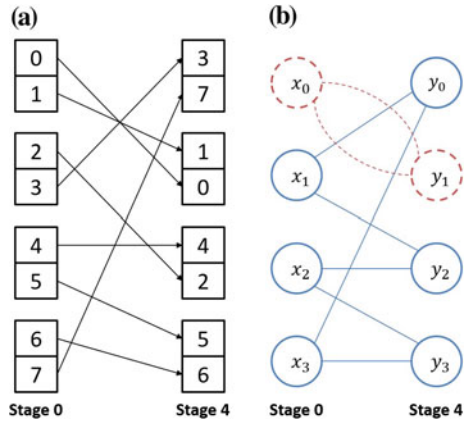 (a)
0
1
2
3
4
5
6
7
3
7
1
0
4
2
5
6
Stage 0
Stage 4
(b)
x₀
x₁
x₂
x₃
y₀
y₁
y₂
y₃
Stage 0
Stage 4